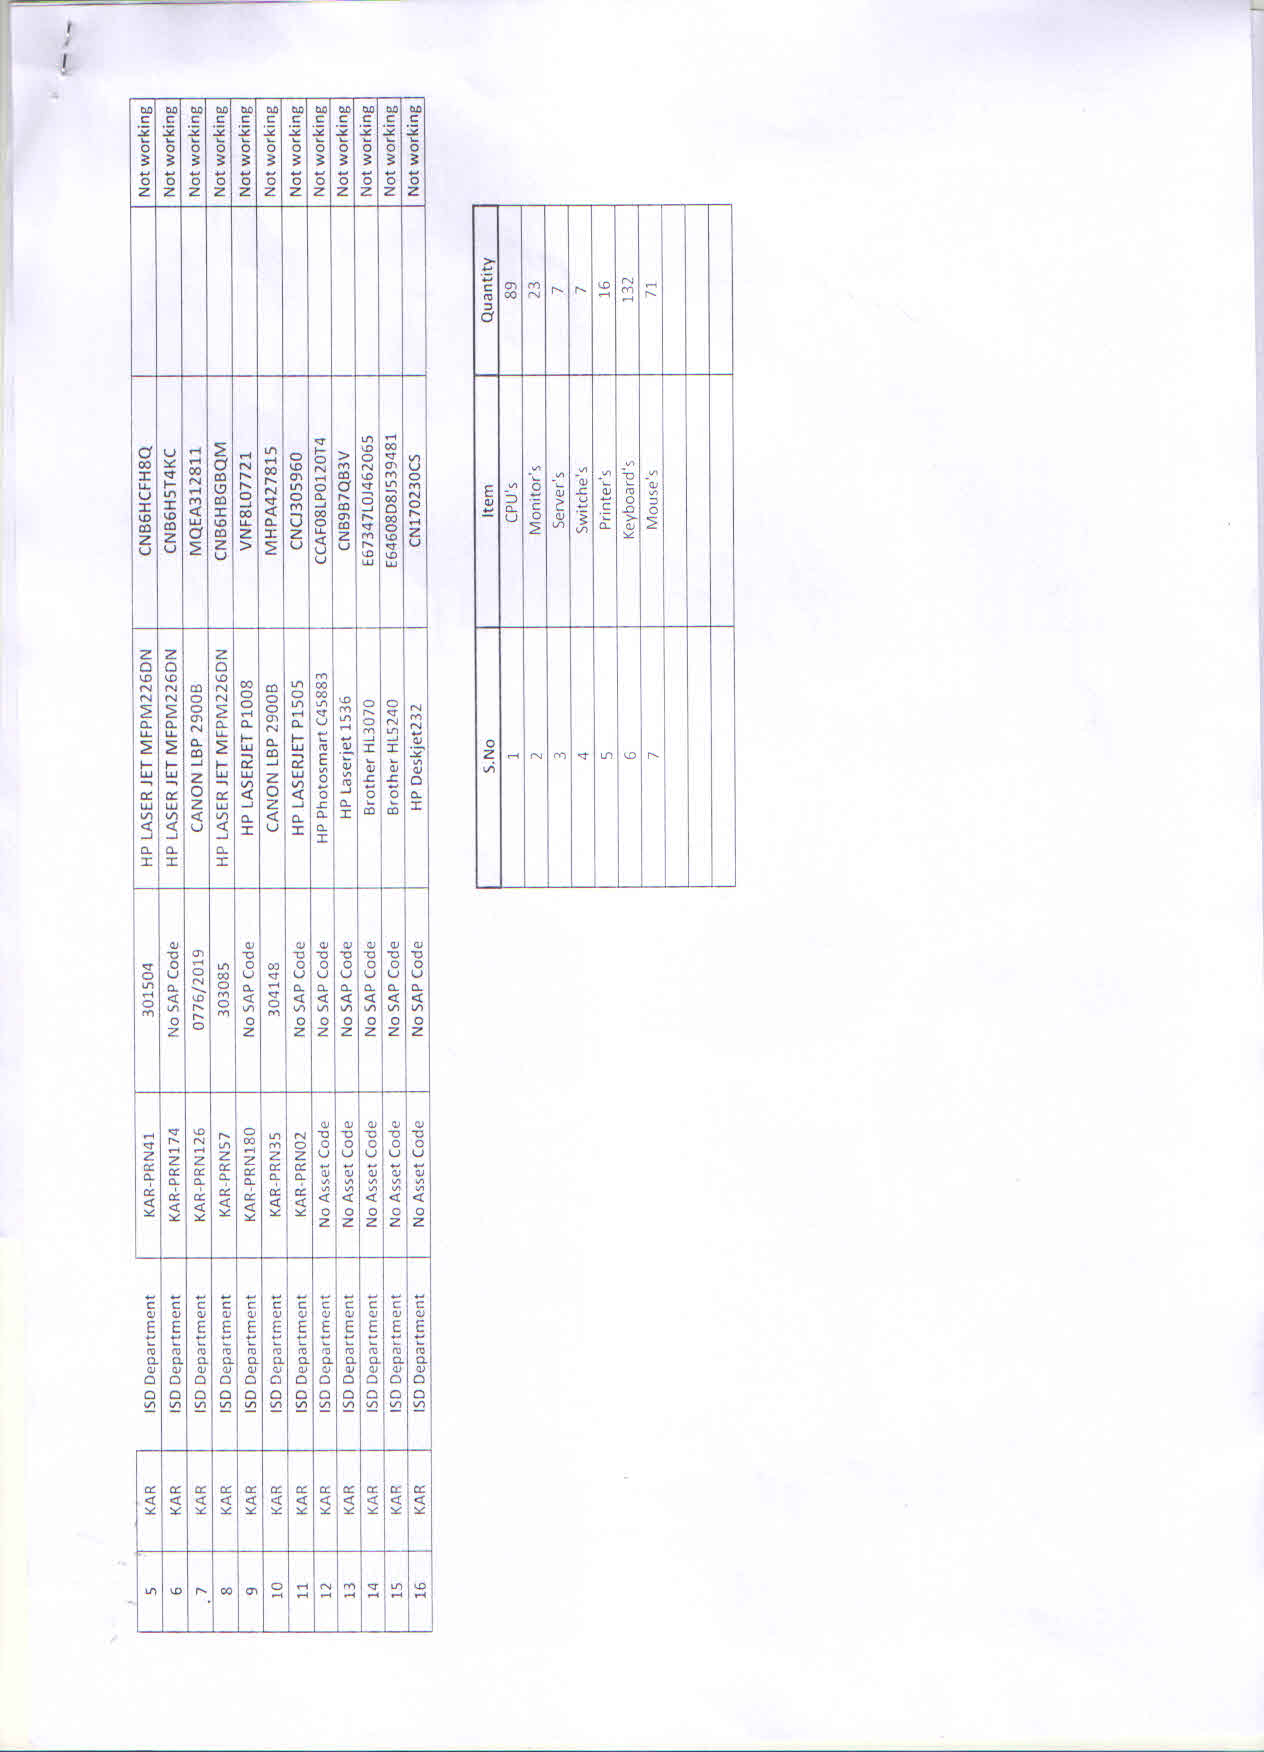 5 KAR ISD Department KAR-PRN41 301504 HP LASER JET MFPM226DN CNB6HCFH8Q Not working
6 KAR ISD Department KAR-PRN174 No SAP Code HP LASER JET MFPM226DN CNB6H5T4KC Not working
7 KAR ISD Department KAR-PRN126 0776/2019 CANON LBP 2900B MQEA312811 Not working
8 KAR ISD Department KAR-PRN57 303085 HP LASER JET MFPM226DN CNB6HBGBQM Not working
9 KAR ISD Department KAR-PRN180 No SAP Code HP LASERJET P1008 VNF8L07721 Not working
10 KAR ISD Department KAR-PRN35 304148 CANON LBP 2900B MHPA427815 Not working
11 KAR ISD Department KAR-PRN02 No SAP Code HP LASERJET P1505 CNCJ305960 Not working
12 KAR ISD Department No Asset Code No SAP Code HP Photosmart C45883 CCAF08LP0120T4 Not working
13 KAR ISD Department No Asset Code No SAP Code HP Laserjet 1536 CNB9B7QB3V Not working
14 KAR ISD Department No Asset Code No SAP Code Brother HL3070 E67347L0J462065 Not working
15 KAR ISD Department No Asset Code No SAP Code Brother HL5240 E64608D8J539481 Not working
16 KAR ISD Department No Asset Code No SAP Code HP Deskjet232 CN170230CS Not working
S.No Item Quantity
1 CPU's 89
2 Monitor's 23
3 Server's 7
4 Switche's 7
5 Printer's 16
6 Keyboard's 132
7 Mouse's 71